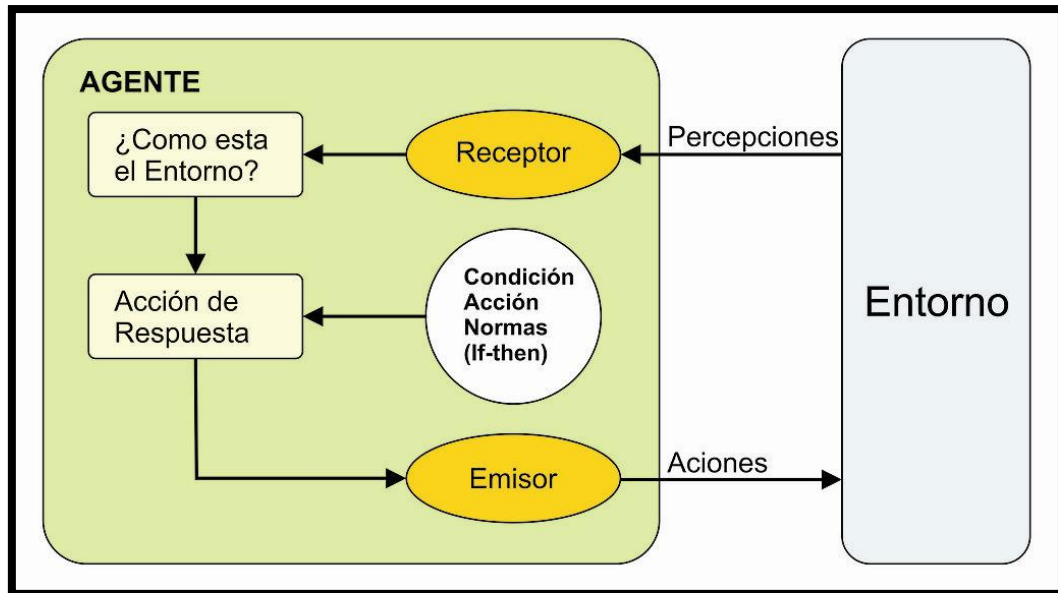 AGENTE
¿Como esta
el Entorno?
Receptor
Percepciones
Acción de
Respuesta
Condición
Acción
Normas
(If-then)
Entorno
Emisor
Aciones